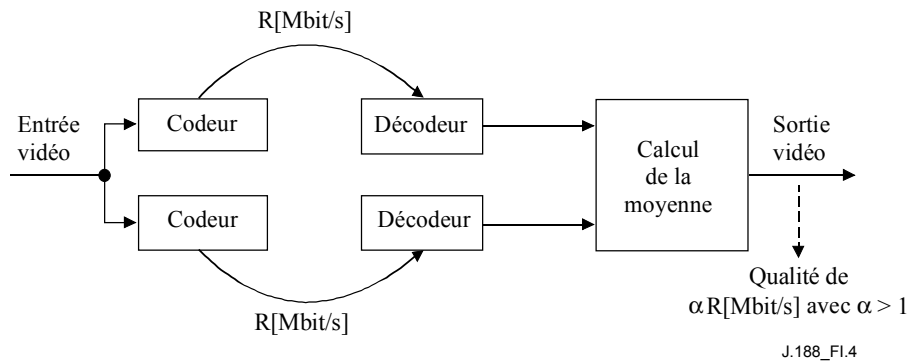 R[Mbit/s]
Entrée
vidéo
Codeur
Décodeur
Calcul
de la
moyenne
Sortie
vidéo
Codeur
Décodeur
R[Mbit/s]
Qualité de
αR[Mbit/s] avec α > 1
J.188_FI.4